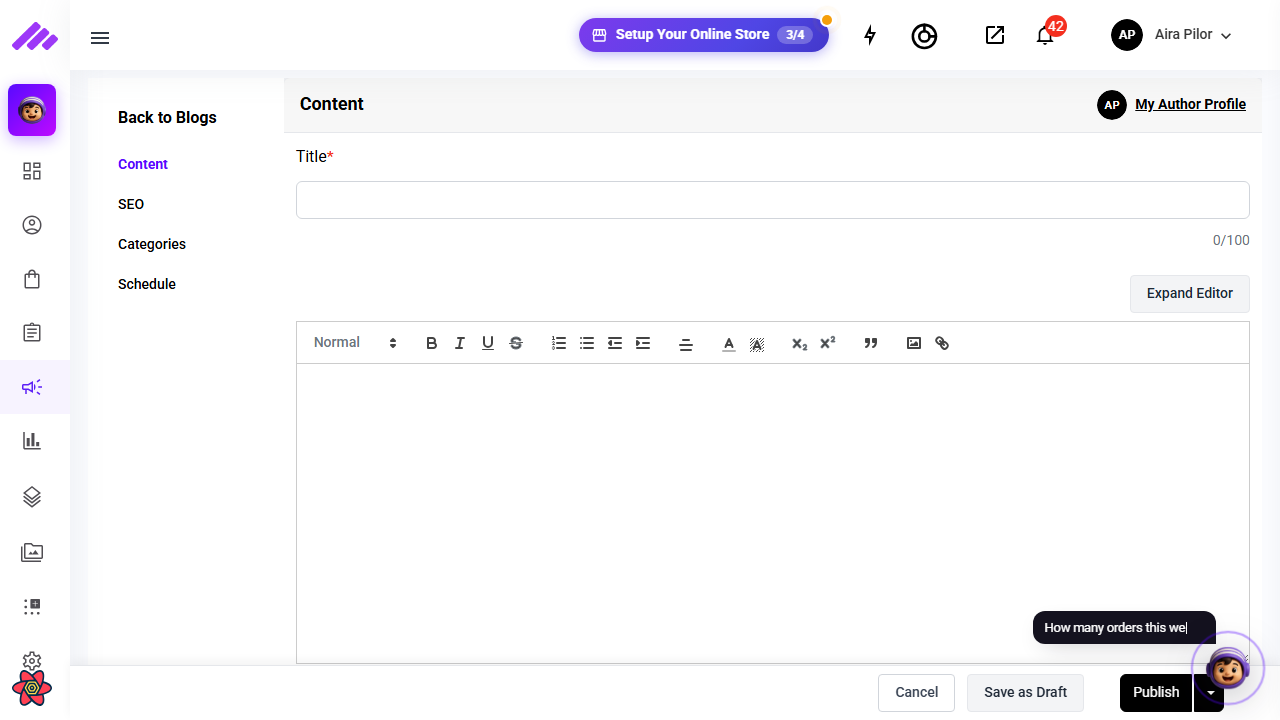 Setup Your Online Store 3/4
42
AP Aira Pilor
Back to Blogs
Content
SEO
Categories
Schedule
Content
AP My Author Profile
Title*
0/100
Expand Editor
Normal
How many orders this we
Cancel
Save as Draft
Publish